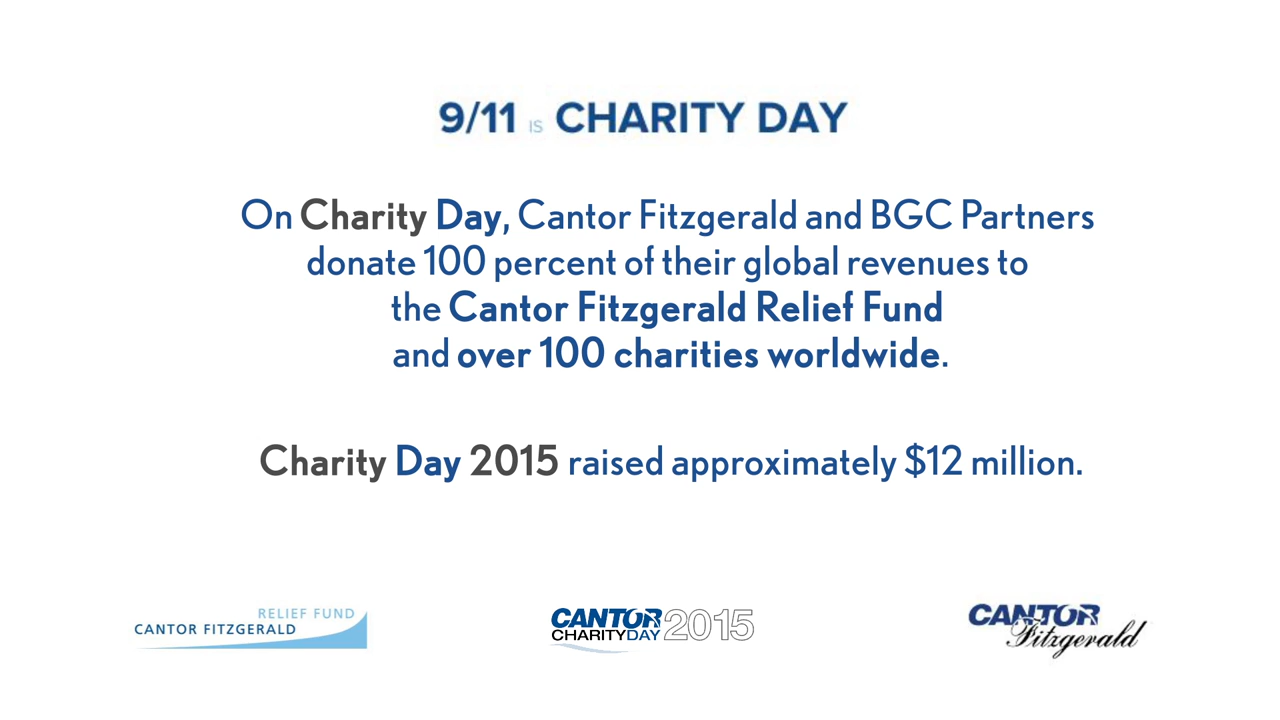 9/11 IS CHARITY DAY
On Charity Day, Cantor Fitzgerald and BGC Partners
donate 100 percent of their global revenues to
the Cantor Fitzgerald Relief Fund
and over 100 charities worldwide.
Charity Day 2015 raised approximately $12 million.
RELIEF FUND
CANTOR FITZGERALD
CANTOR
CHARITYDAY 2015
CANTOR
Fitzgerald